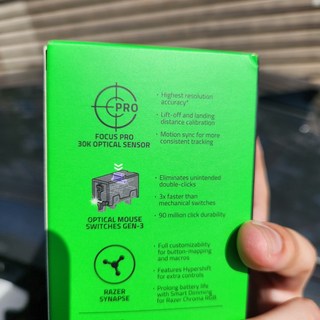 PRO
FOCUS PRO
30K OPTICAL SENSOR
· Highest resolution
accuracy*
· Lift-off and landing
distance calibration
· Motion sync for more
consistent tracking
OPTICAL MOUSE
SWITCHES GEN-3
· Eliminates unintended
double-clicks
· 3x faster than
mechanical switches
· 90 million click durability
RAZER
SYNAPSE
· Full customizability
for button-mapping
and macros
· Features Hypershift
for extra controls
· Prolong battery life
with Smart Dimming
for Razer Chroma RGB